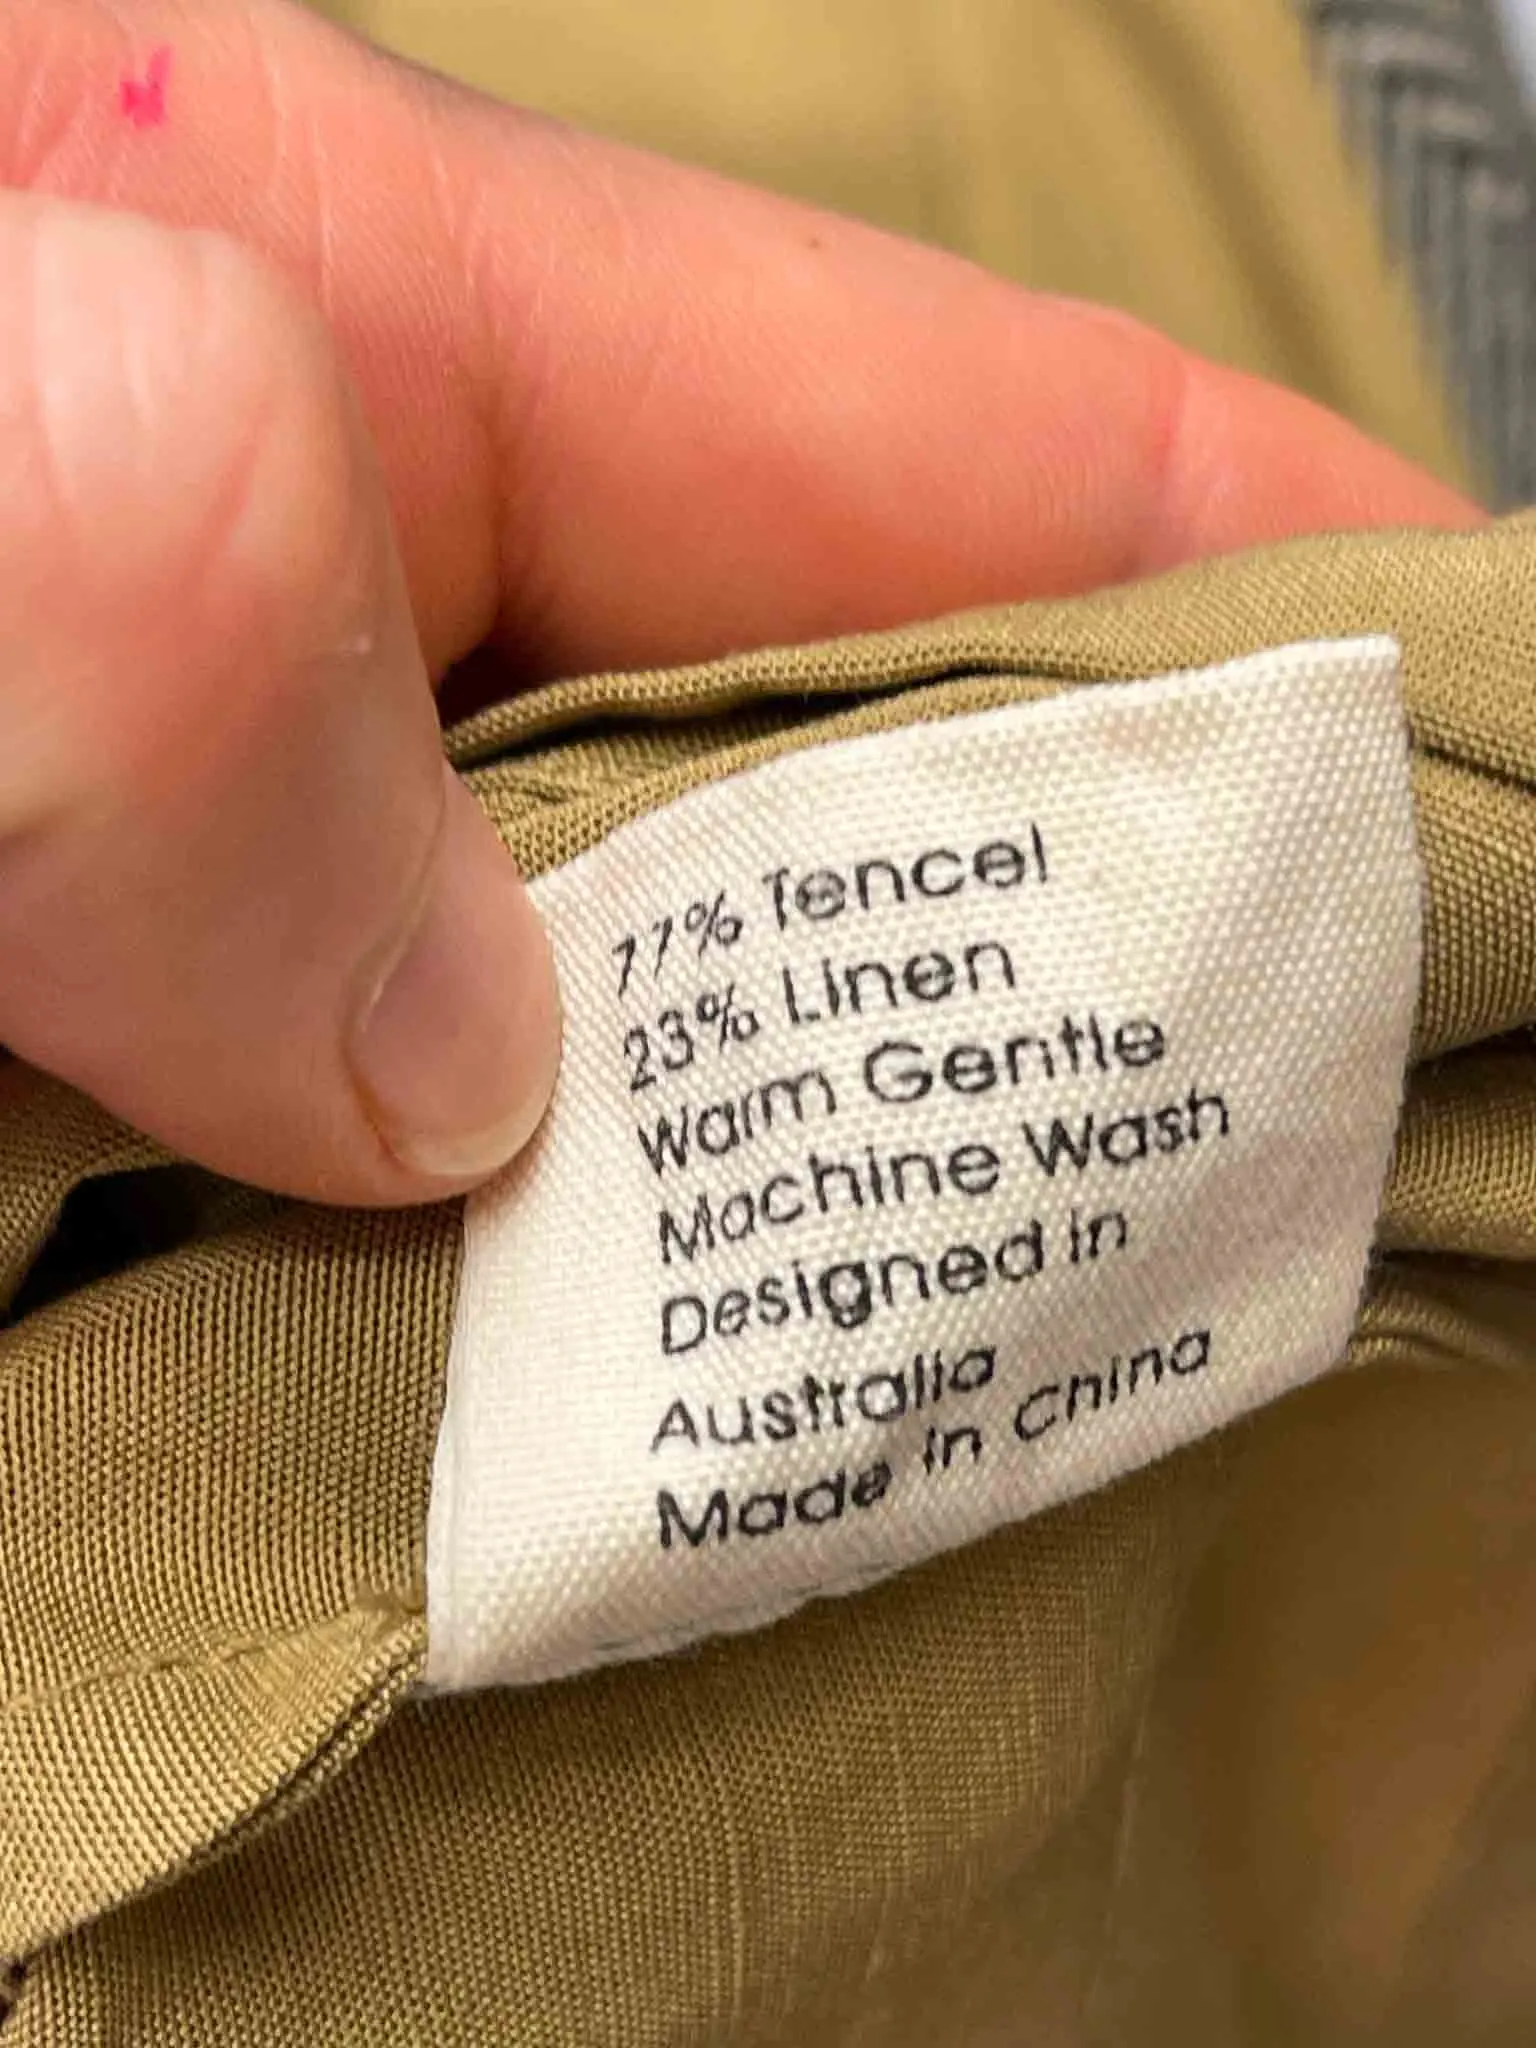 77% Tencel
23% Linen
Warm Gentle
Machine Wash
Designed in
Australia
Made in China